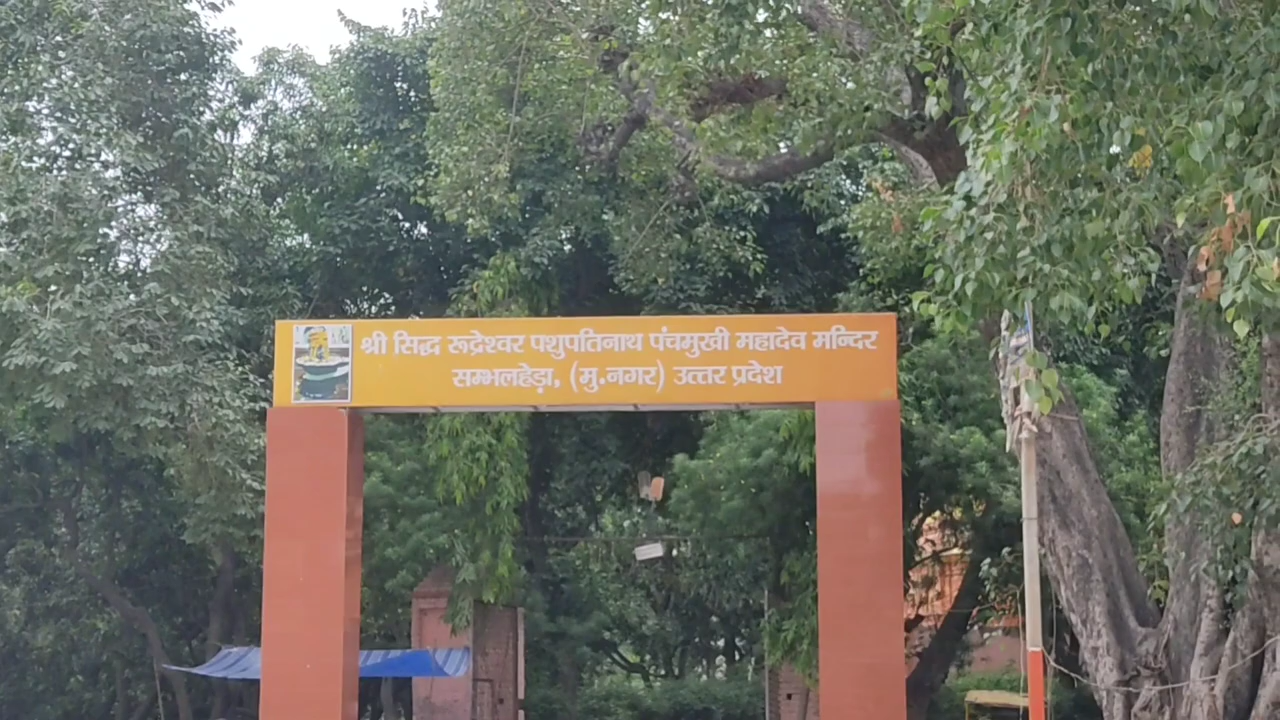 श्री सिद्ध रूद्रेश्वर पशुपतिनाथ पंचमुखी महादेव मन्दिर
सम्भलहेड़ा, (मु.नगर) उत्तर प्रदेश